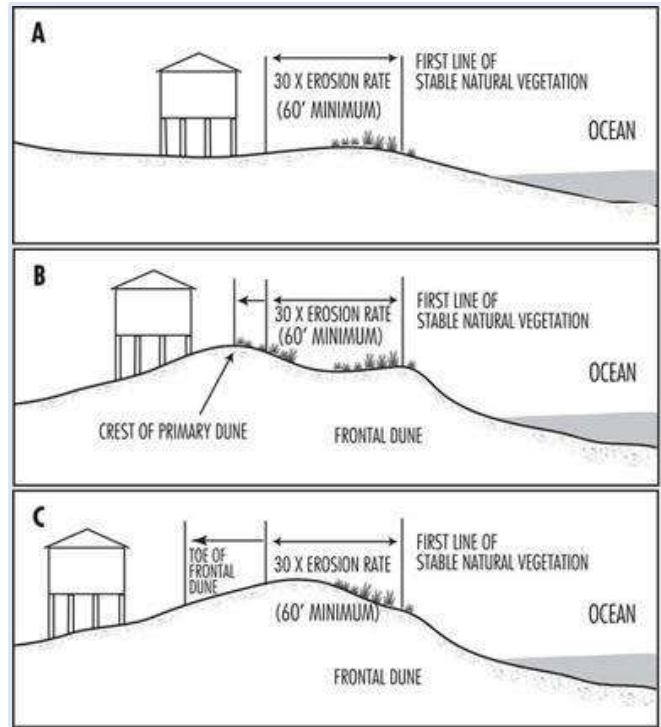 A
30 X EROSION RATE
(60' MINIMUM)
FIRST LINE OF
STABLE NATURAL VEGETATION
OCEAN
B
30 X EROSION RATE
(60' MINIMUM)
FIRST LINE OF
STABLE NATURAL VEGETATION
OCEAN
CREST OF PRIMARY DUNE
FRONTAL DUNE
C
TOE OF
FRONTAL
DUNE
30 X EROSION RATE
(60' MINIMUM)
FIRST LINE OF
STABLE NATURAL VEGETATION
OCEAN
FRONTAL DUNE